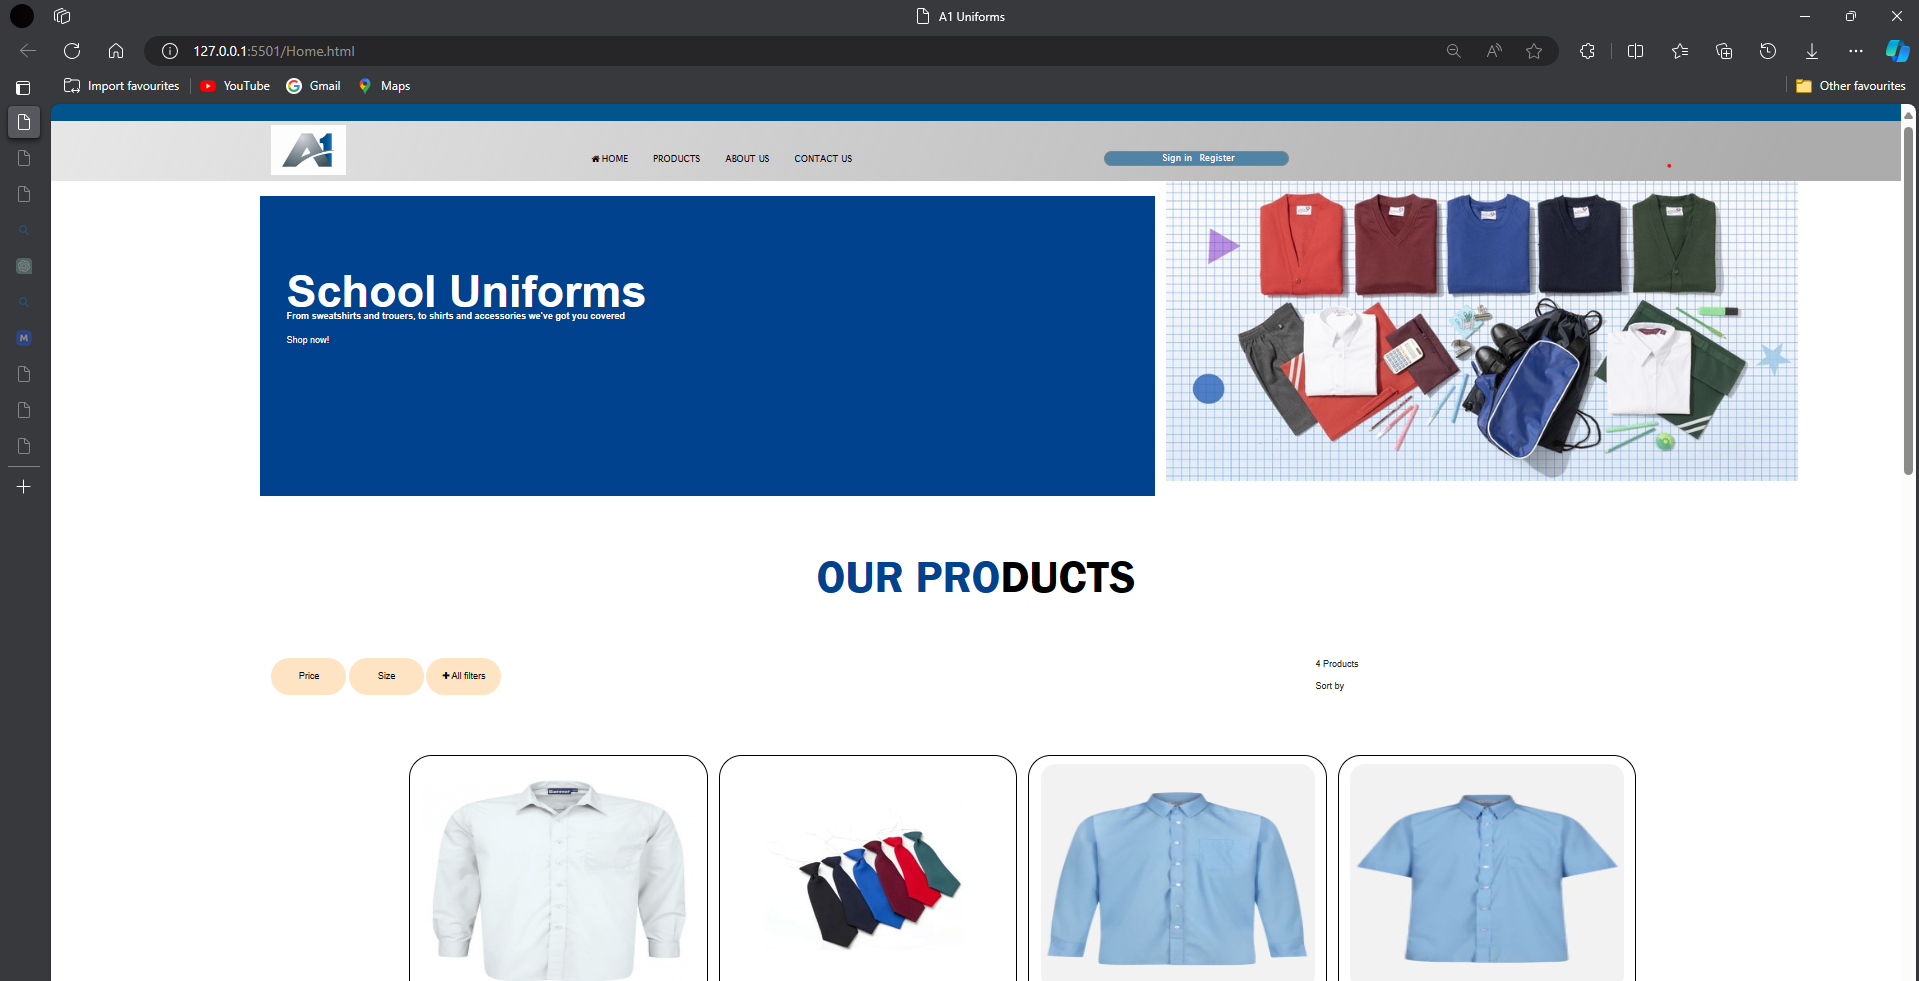 A1 Uniforms
127.0.0.1:5501/Home.html
Import favourites
YouTube
Gmail
Maps
Other favourites
A1
HOME
PRODUCTS
ABOUT US
CONTACT US
Sign in Register
School Uniforms
From sweatshirts and trouers, to shirts and accessories we've got you covered
Shop now!
OUR PRODUCTS
Price
Size
All filters
4 Products
Sort by
M